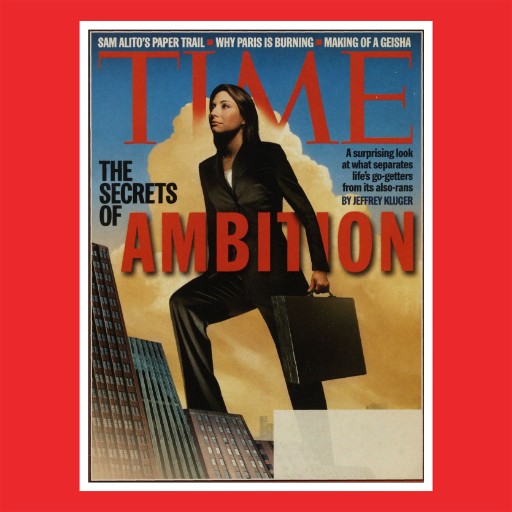 SAM ALITO'S PAPER TRAIL ■ WHY PARIS IS BURNING ■ MAKING OF A GEISHA
TIME
A surprising look
at what separates
life's go-getters
from its also-rans
BY JEFFREY KLUGER
THE
SECRETS
OF
AMBITION